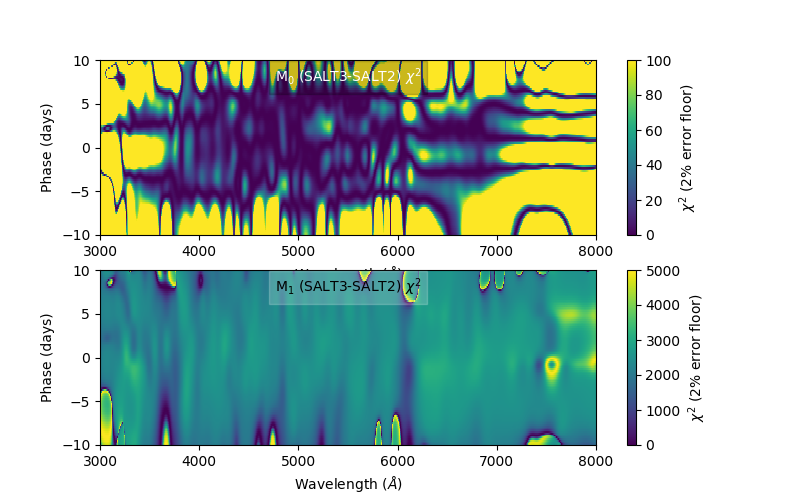 M₀ (SALT3-SALT2) χ²
10
5
0
−5
−10
Phase (days)
3000 4000 5000 6000 7000 8000
100
80
60
40
20
0
χ² (2% error floor)
Wavelength (Å)
M₁ (SALT3-SALT2) χ²
10
5
0
−5
−10
Phase (days)
3000 4000 5000 6000 7000 8000
Wavelength (Å)
5000
4000
3000
2000
1000
0
χ² (2% error floor)